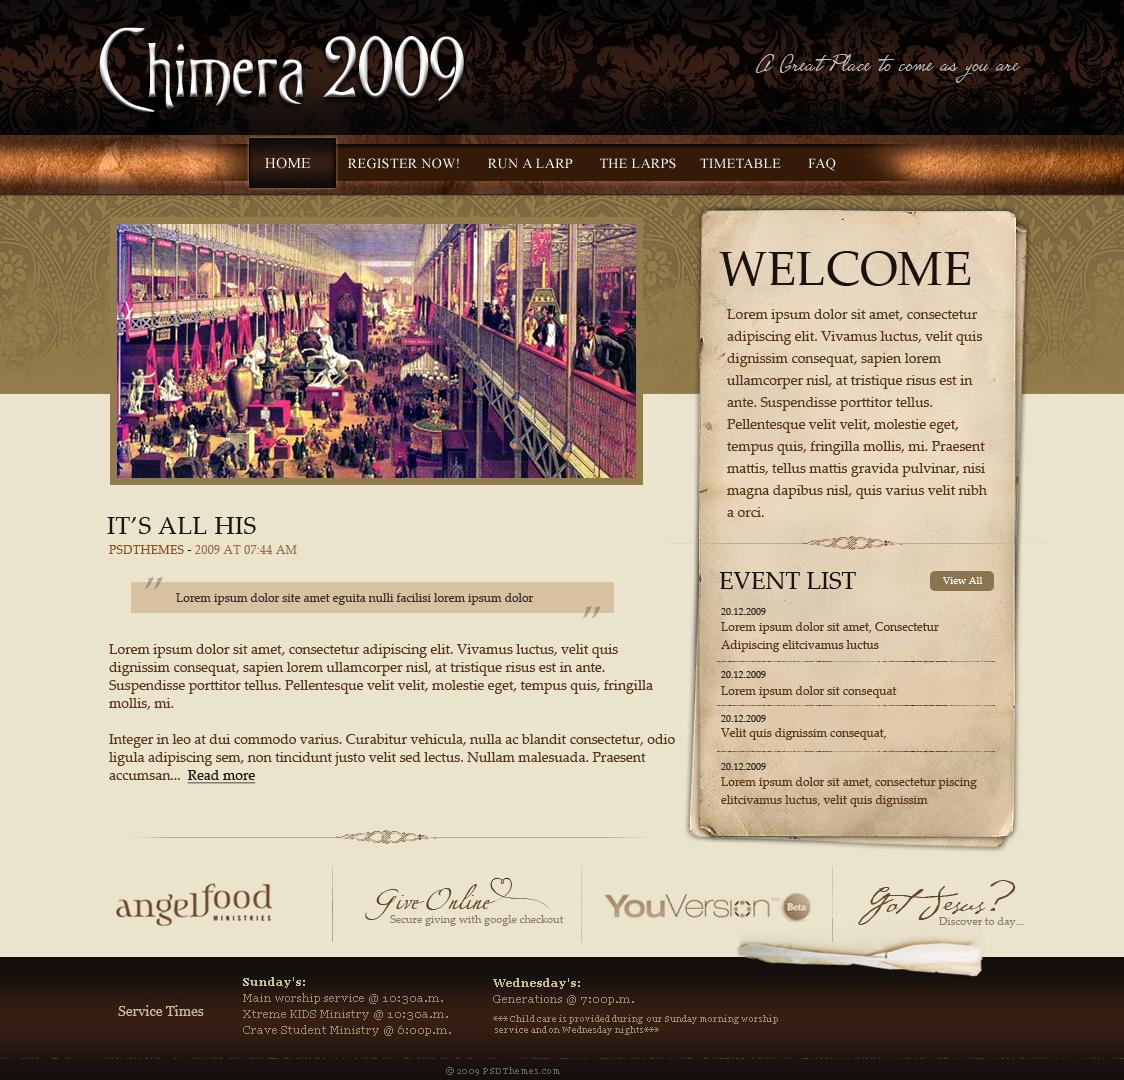 Chimera 2009
A Great Place to come as you are
HOME
REGISTER NOW!
RUN A LARP
THE LARPS
TIMETABLE
FAQ
WELCOME
Lorem ipsum dolor sit amet, consectetur
adipiscing elit. Vivamus luctus, velit quis
dignissim consequat, sapien lorem
ullamcorper nisl, at tristique risus est in
ante. Suspendisse porttitor tellus.
Pellentesque velit velit, molestie eget,
tempus quis, fringilla mollis, mi. Praesent
mattis, tellus mattis gravida pulvinar, nisi
magna dapibus nisl, quis varius velit nibh
a orci.
IT’S ALL HIS
PSDTHEMES - 2009 AT 07:44 AM
" Lorem ipsum dolor site amet eguita nulli facilisi lorem ipsum dolor "
Lorem ipsum dolor sit amet, consectetur adipiscing elit. Vivamus luctus, velit quis
dignissim consequat, sapien lorem ullamcorper nisl, at tristique risus est in ante.
Suspendisse porttitor tellus. Pellentesque velit velit, molestie eget, tempus quis, fringilla
mollis, mi.
Integer in leo at dui commodo varius. Curabitur vehicula, nulla ac blandit consectetur, odio
ligula adipiscing sem, non tincidunt justo velit sed lectus. Nullam malesuada. Praesent
accumsan... Read more
EVENT LIST
View All
20.12.2009
Lorem ipsum dolor sit amet, Consectetur
Adipiscing elitcivamus luctus
20.12.2009
Lorem ipsum dolor sit consequat
20.12.2009
Velit quis dignissim consequat,
20.12.2009
Lorem ipsum dolor sit amet, consectetur piscing
elitcivamus luctus, velit quis dignissim
angelfood
MINISTRIES
Give Online
Secure giving with google checkout
YouVersion™ Beta
Got Jesus?
Discover to day...
Service Times
Sunday's:
Main worship service @ 10:30a.m.
Xtreme KIDS Ministry @ 10:30a.m.
Crave Student Ministry @ 6:00p.m.
Wednesday's:
Generations @ 7:00p.m.
***Child care is provided during our Sunday morning worship
service and on Wednesday nights***
© 2009 PSDThemes.com